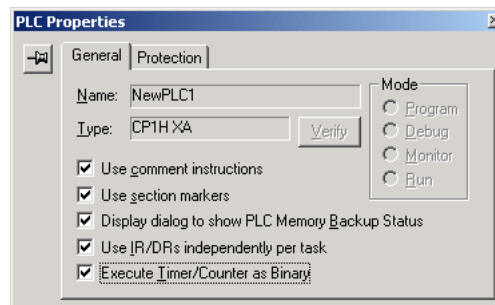 PLC Properties
General Protection
Name: NewPLC1
Type: CP1H XA Verify
Mode
Program
Debug
Monitor
Run
Use comment instructions
Use section markers
Display dialog to show PLC Memory Backup Status
Use IR/DRs independently per task
Execute Timer/Counter as Binary